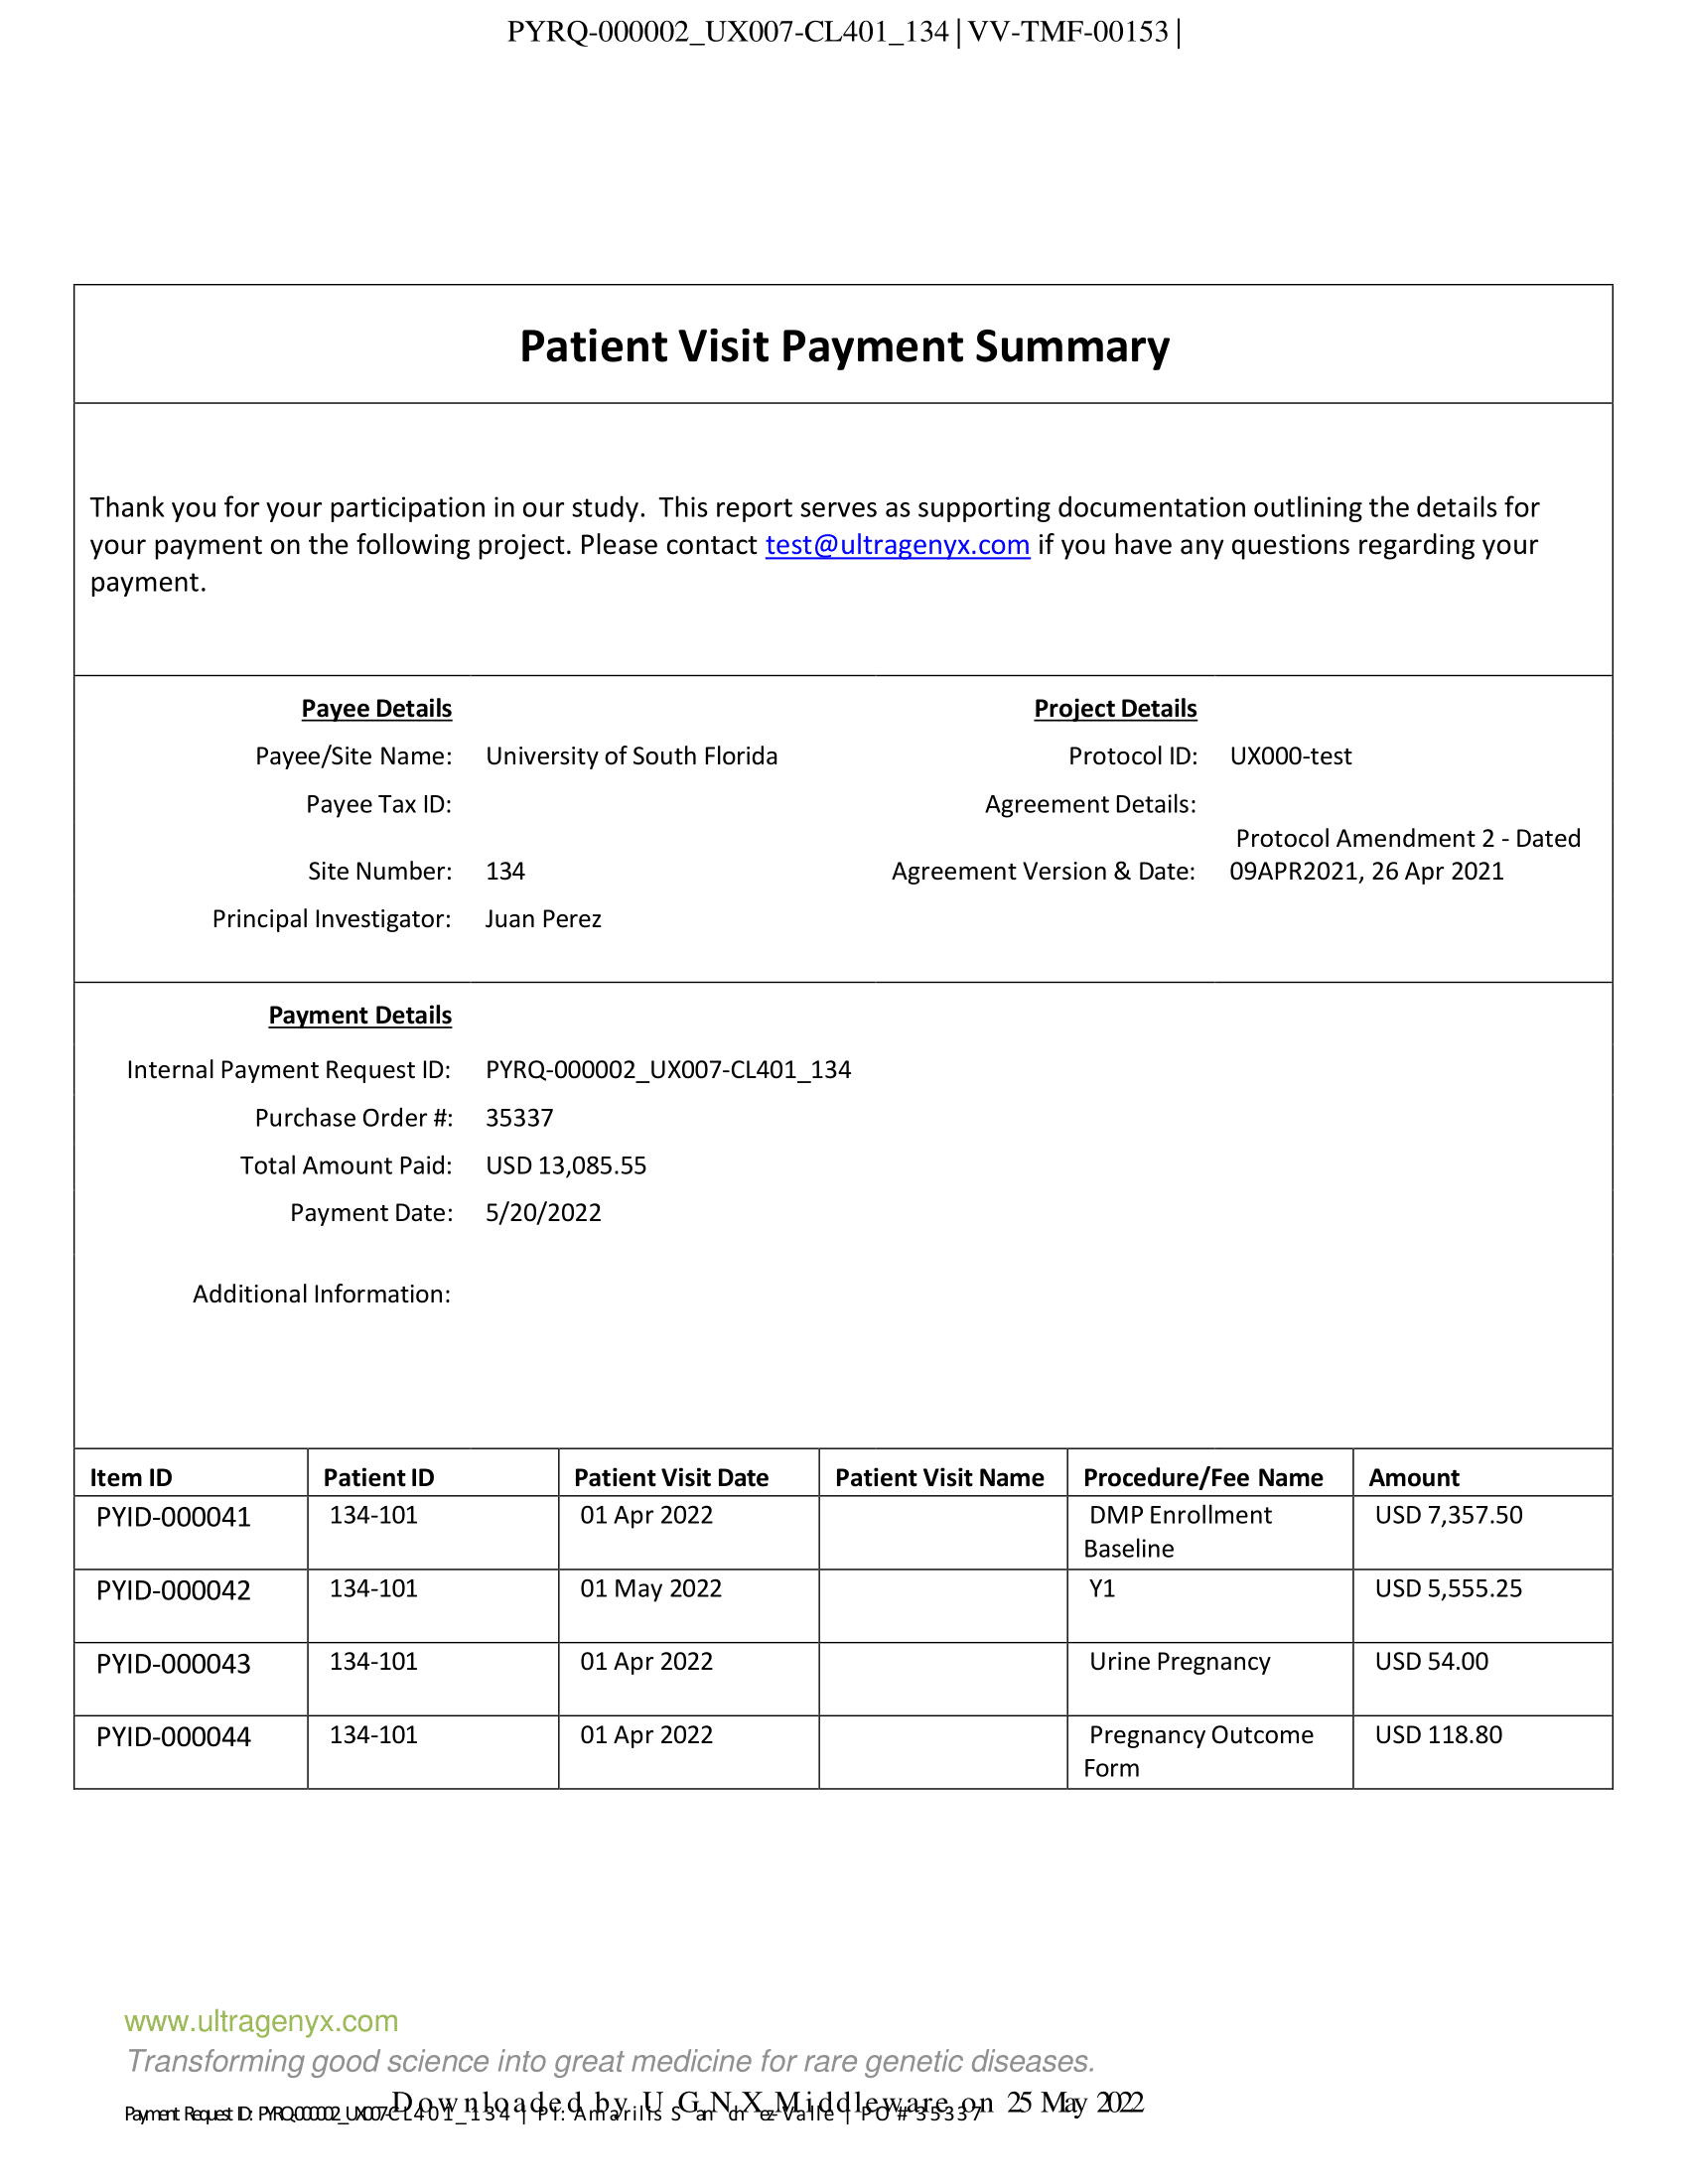 PYRQ-000002_UX007-CL401_134 | VV-TMF-00153 |
Patient Visit Payment Summary
Thank you for your participation in our study.  This report serves as supporting documentation outlining the details for
your payment on the following project. Please contact test@ultragenyx.com if you have any questions regarding your
payment.
Payee Details
Project Details
Payee/Site Name: University of South Florida
Protocol ID: UX000-test
Payee Tax ID:
Agreement Details:
Site Number: 134
Agreement Version & Date: Protocol Amendment 2 - Dated
09APR2021, 26 Apr 2021
Principal Investigator: Juan Perez
Payment Details
Internal Payment Request ID: PYRQ-000002_UX007-CL401_134
Purchase Order #: 35337
Total Amount Paid: USD 13,085.55
Payment Date: 5/20/2022
Additional Information:
Item ID Patient ID Patient Visit Date Patient Visit Name Procedure/Fee Name Amount
PYID-000041 134-101 01 Apr 2022 DMP Enrollment USD 7,357.50
Baseline
PYID-000042 134-101 01 May 2022 Y1 USD 5,555.25
PYID-000043 134-101 01 Apr 2022 Urine Pregnancy USD 54.00
PYID-000044 134-101 01 Apr 2022 Pregnancy Outcome USD 118.80
Form
www.ultragenyx.com
Transforming good science into great medicine for rare genetic diseases.
Downloaded by U GNX Middleware on 25 May 2022
Payment Request ID: PYRQ-000002_UX007-CL401_134 | PI: Amarilis Sanchez-Valle | PO # 35337